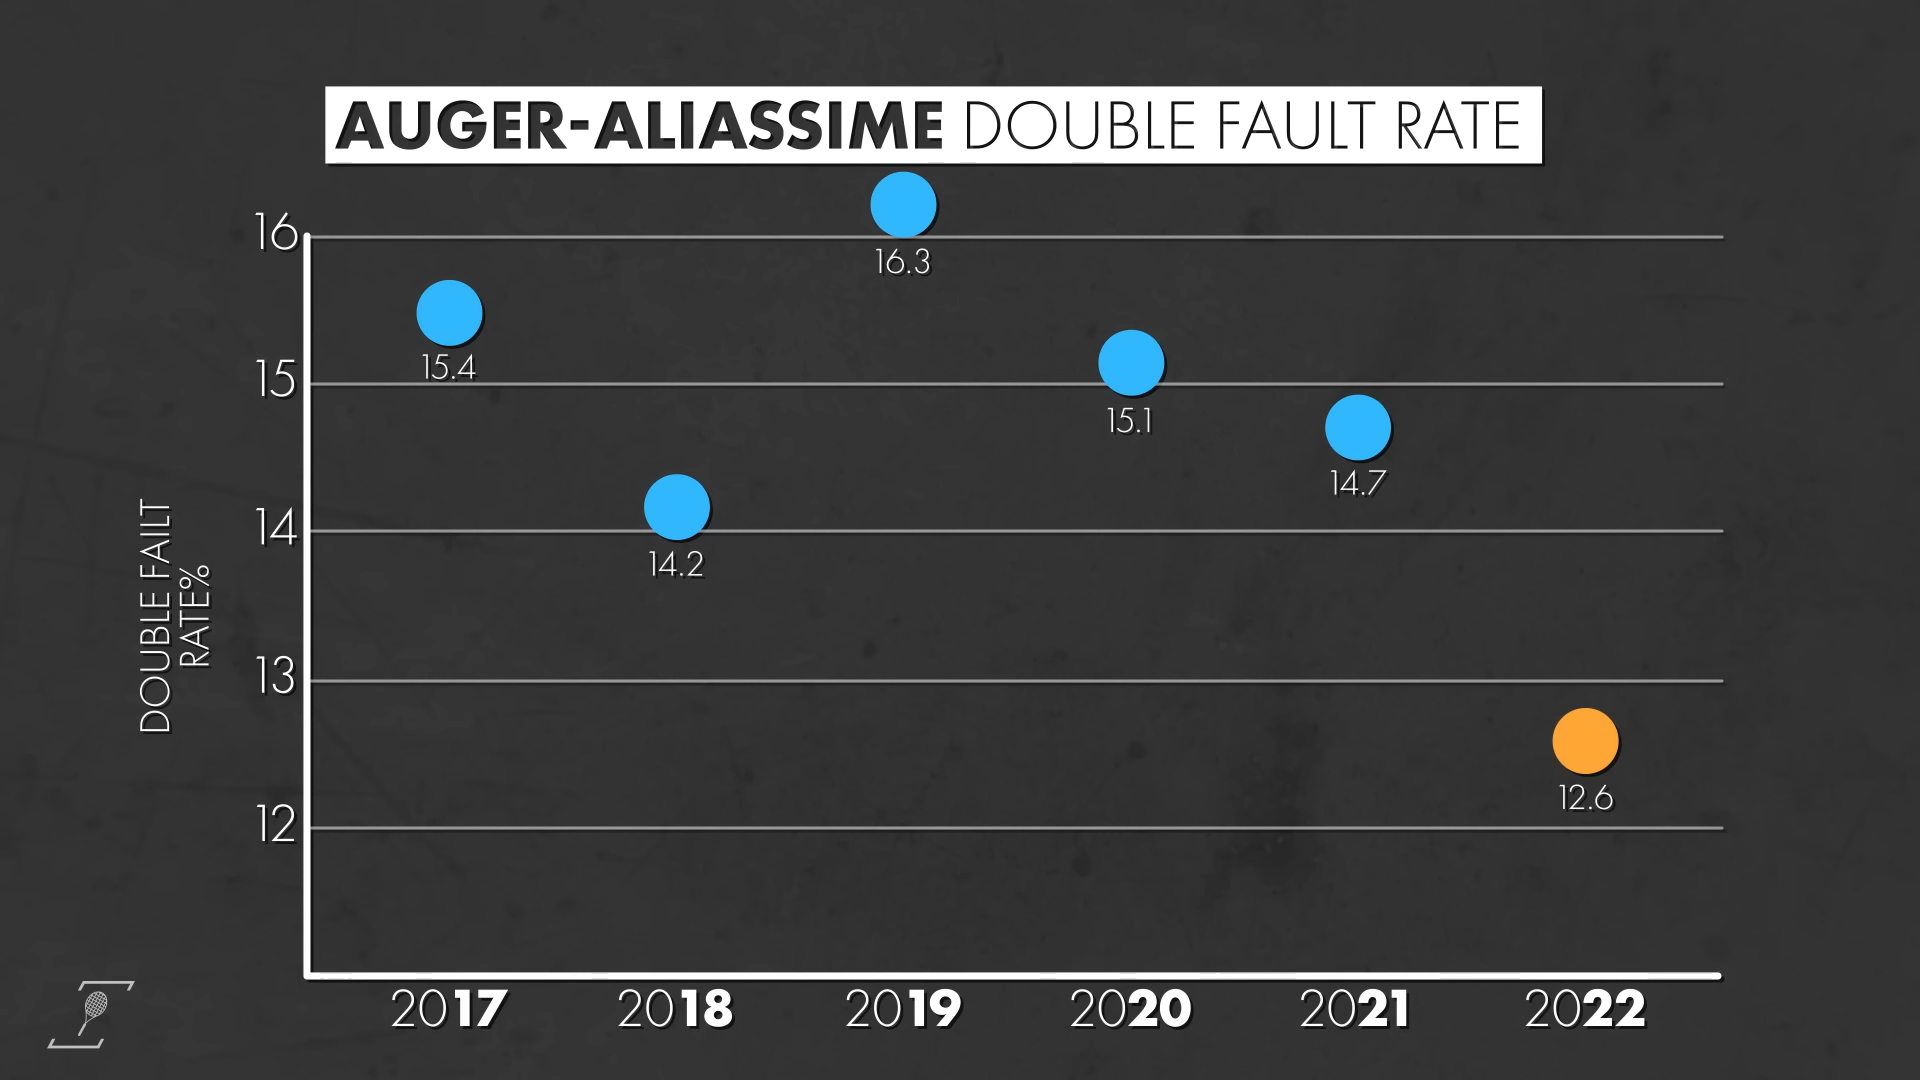 AUGER-ALIASSIME DOUBLE FAULT RATE
16
16.3
15.4
15
15.1
14.7
14
14.2
DOUBLE FAILT
RATE%
13
12.6
12
2017 2018 2019 2020 2021 2022